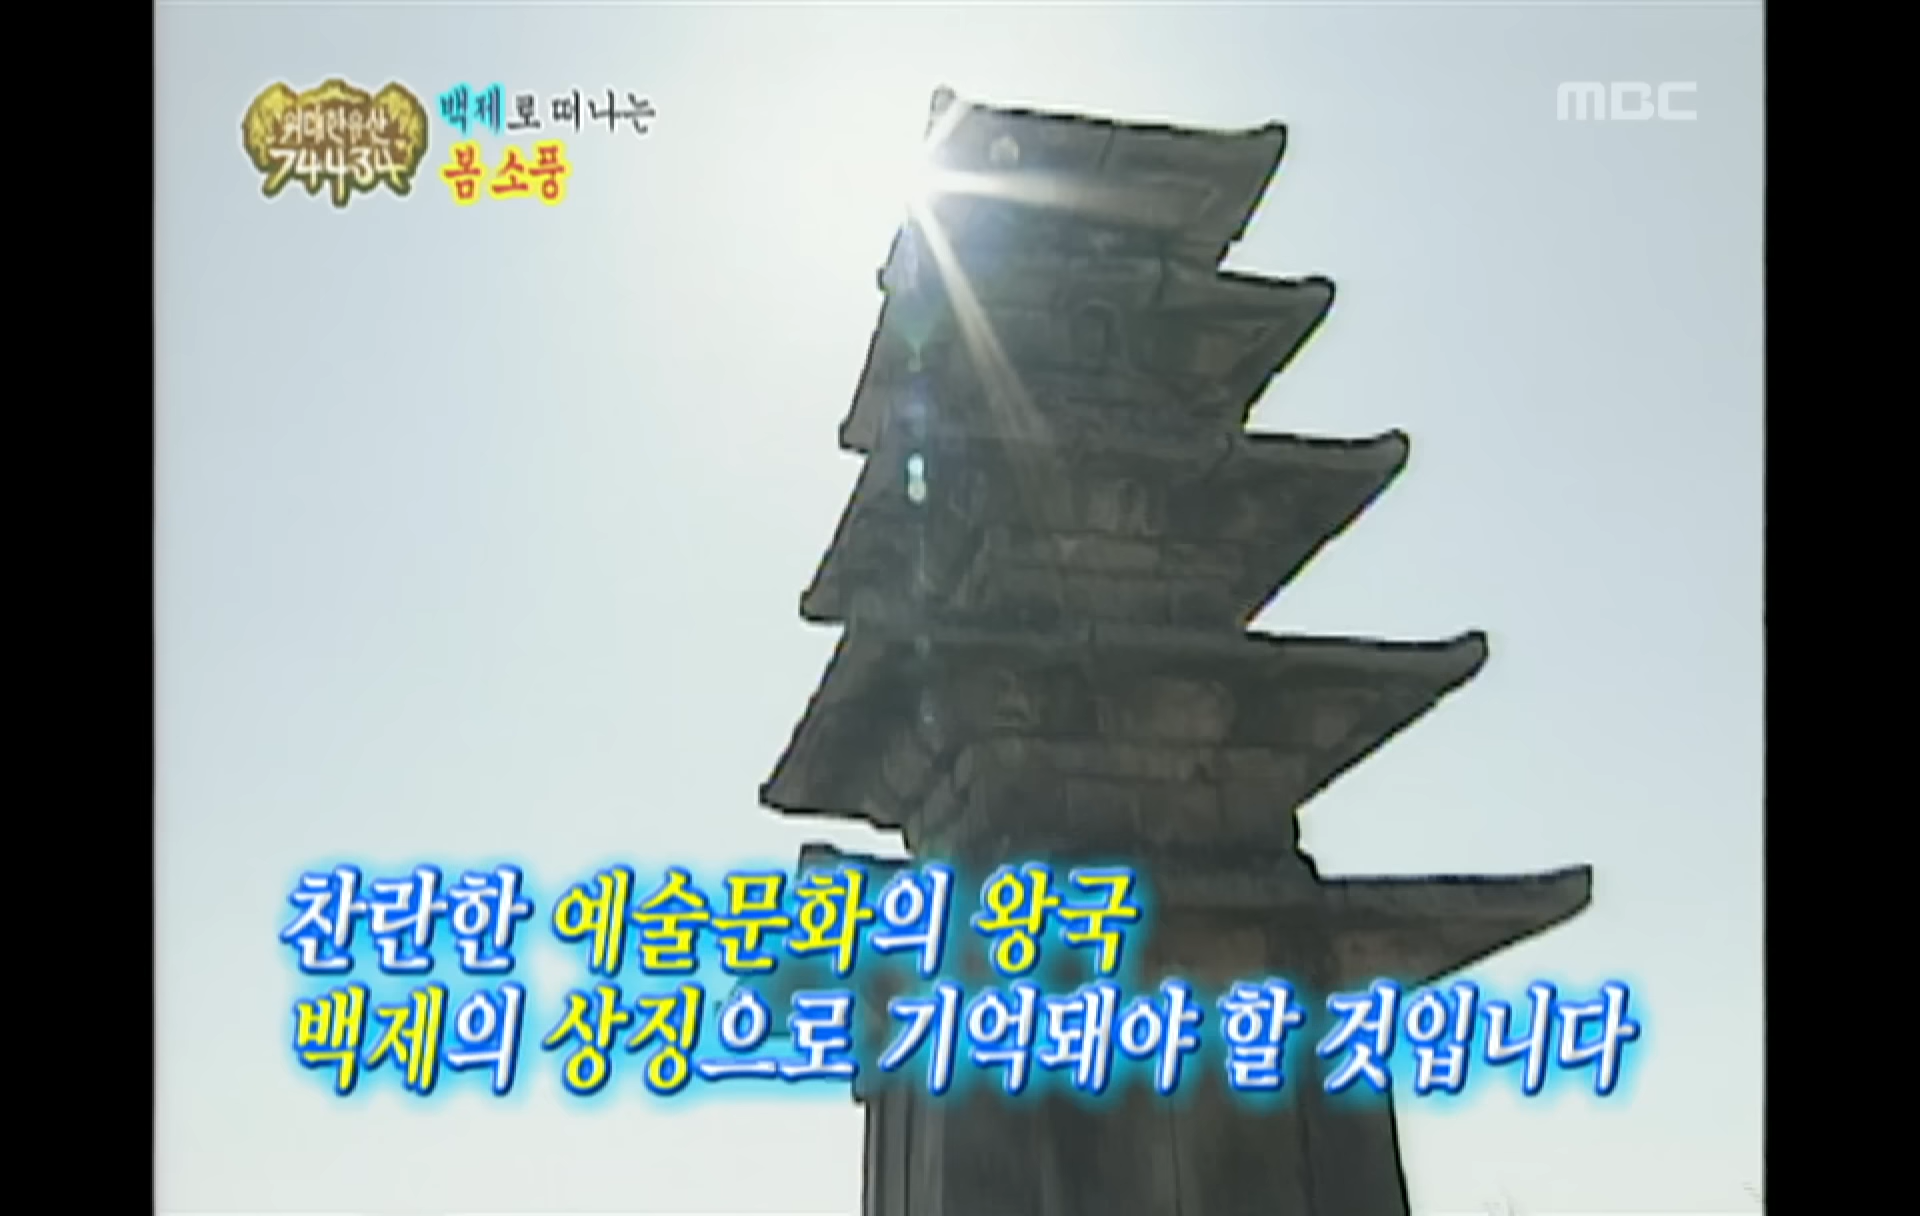 위대한유산
74434
백제로 떠나는
봄 소풍
MBC
찬란한 예술문화의 왕국
백제의 상징으로 기억돼야 할 것입니다